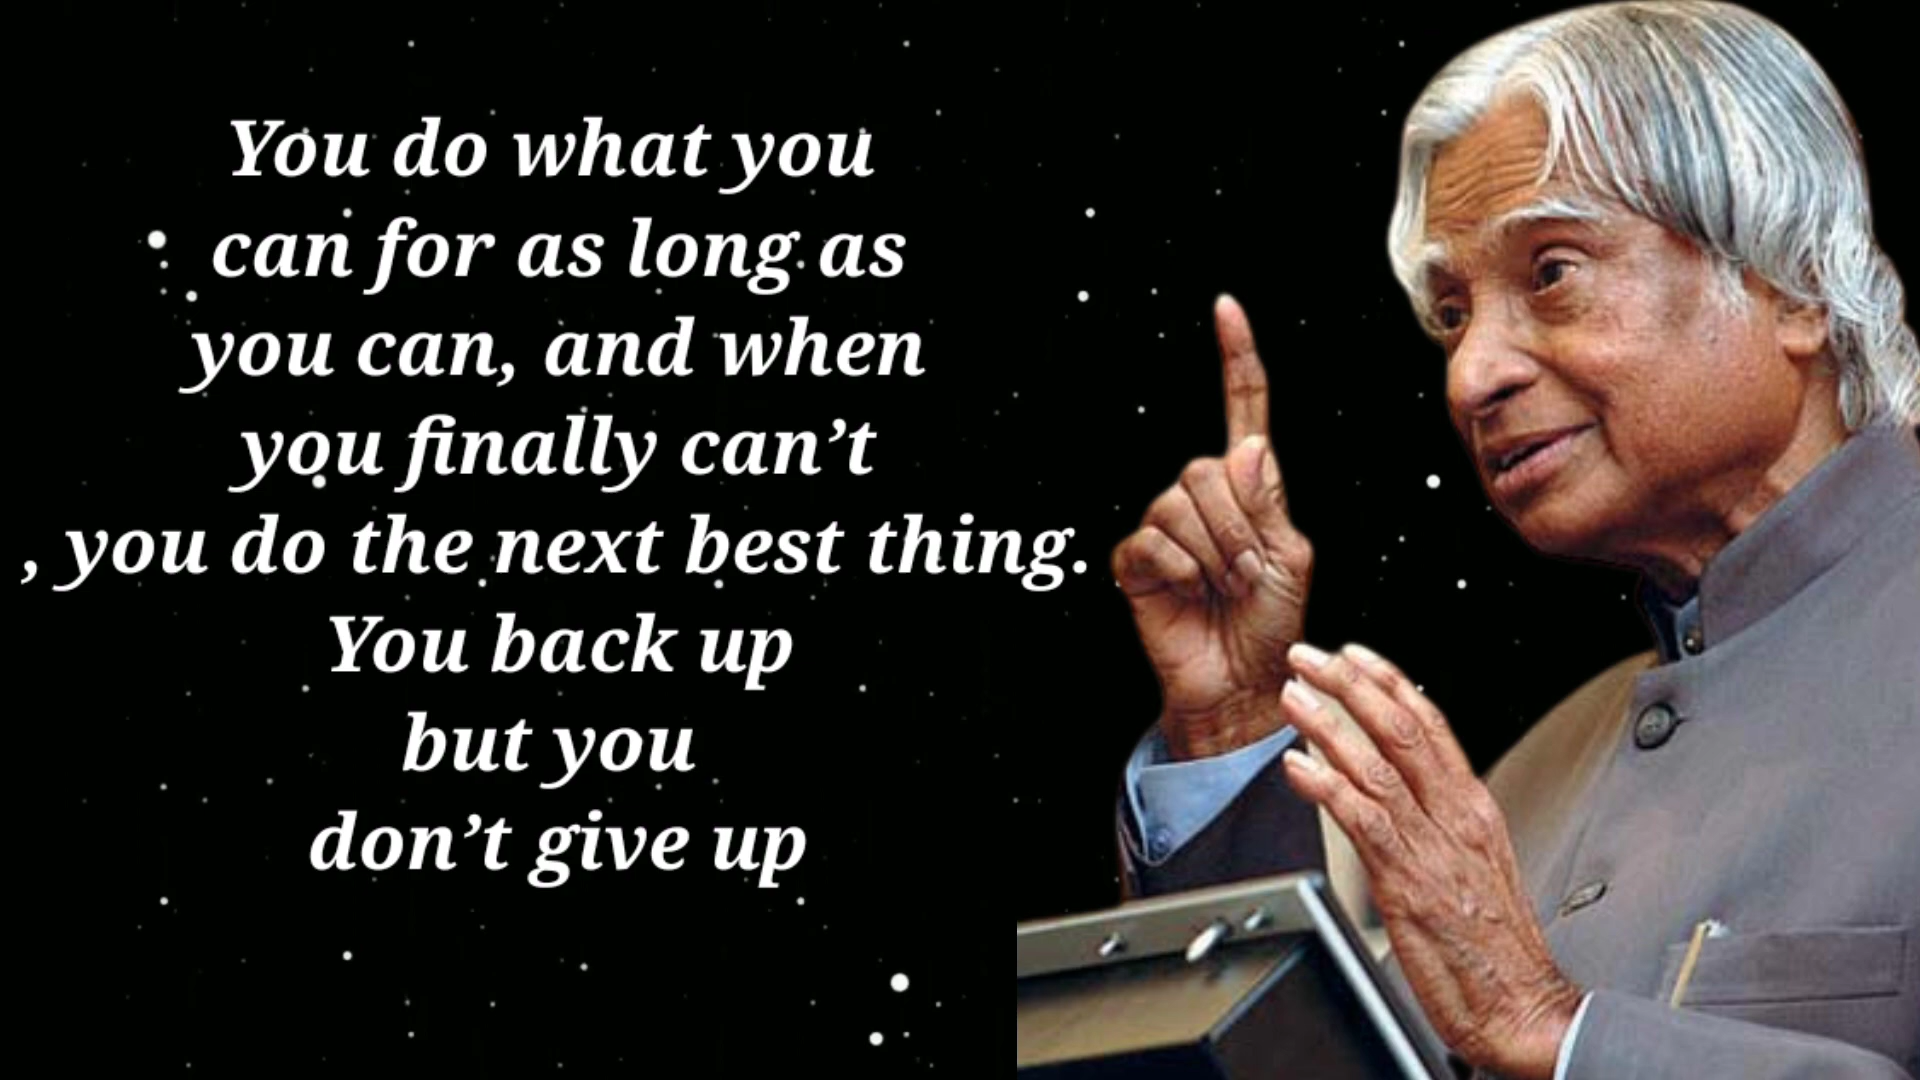 You do what you
can for as long as
you can, and when
you finally can’t
, you do the next best thing.
You back up
but you
don’t give up